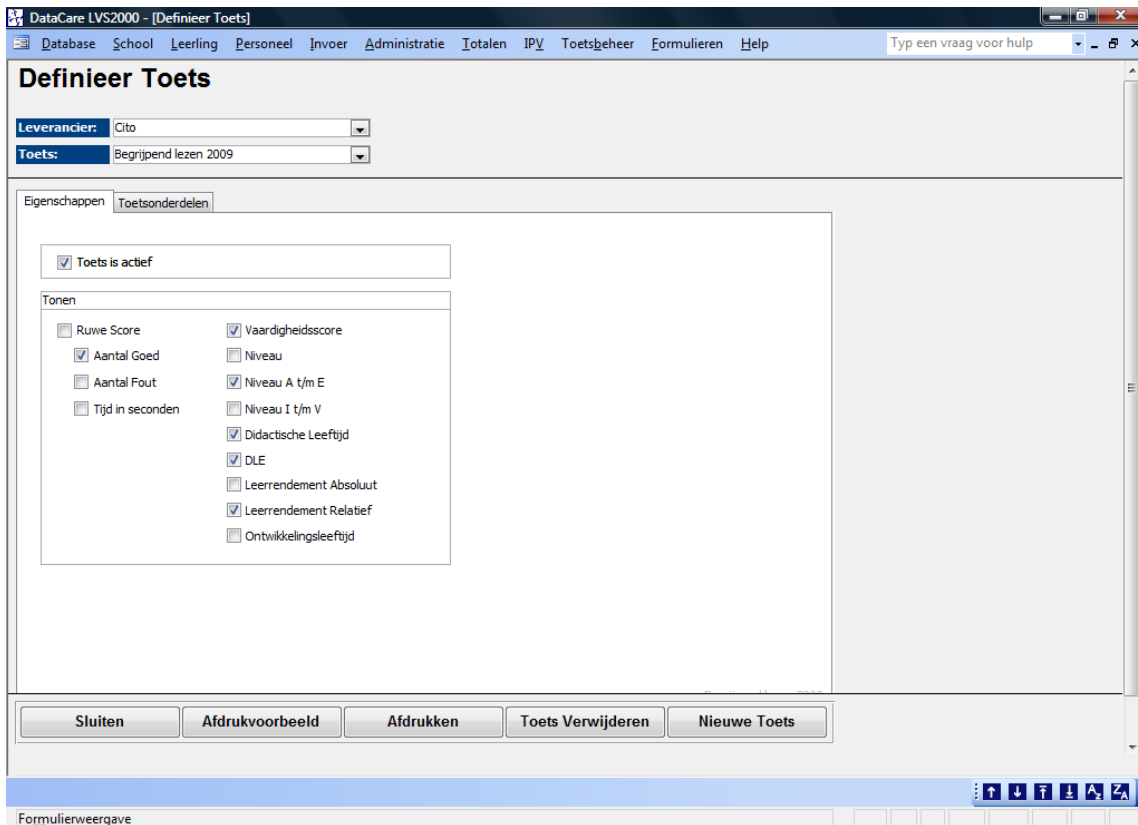 DataCare LVS2000 - [Definieer Toets]
Database School Leerling Personeel Invoer Administratie Totalen IPV Toetsbeheer Formulieren Help Typ een vraag voor hulp
Definieer Toets
Leverancier: Cito
Toets: Begrijpend lezen 2009
Eigenschappen Toetsonderdelen
Toets is actief
Tonen
Ruwe Score Vaardigheidsscore
Aantal Goed Niveau
Aantal Fout Niveau A t/m E
Tijd in seconden Niveau I t/m V
Didactische Leeftijd
DLE
Leerrendement Absoluut
Leerrendement Relatief
Ontwikkelingsleeftijd
Sluiten Afdrukvoorbeeld Afdrukken Toets Verwijderen Nieuwe Toets
Formulierweergave